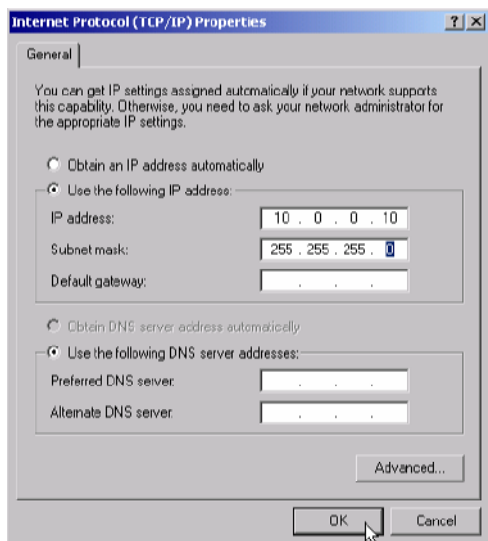 Internet Protocol (TCP/IP) Properties
General
You can get IP settings assigned automatically if your network supports
this capability. Otherwise, you need to ask your network administrator for
the appropriate IP settings.
Obtain an IP address automatically
Use the following IP address:
IP address: 10 . 0 . 0 . 10
Subnet mask: 255 . 255 . 255 . 0
Default gateway: . . .
Obtain DNS server address automatically
Use the following DNS server addresses:
Preferred DNS server: . . .
Alternate DNS server: . . .
Advanced...
OK Cancel